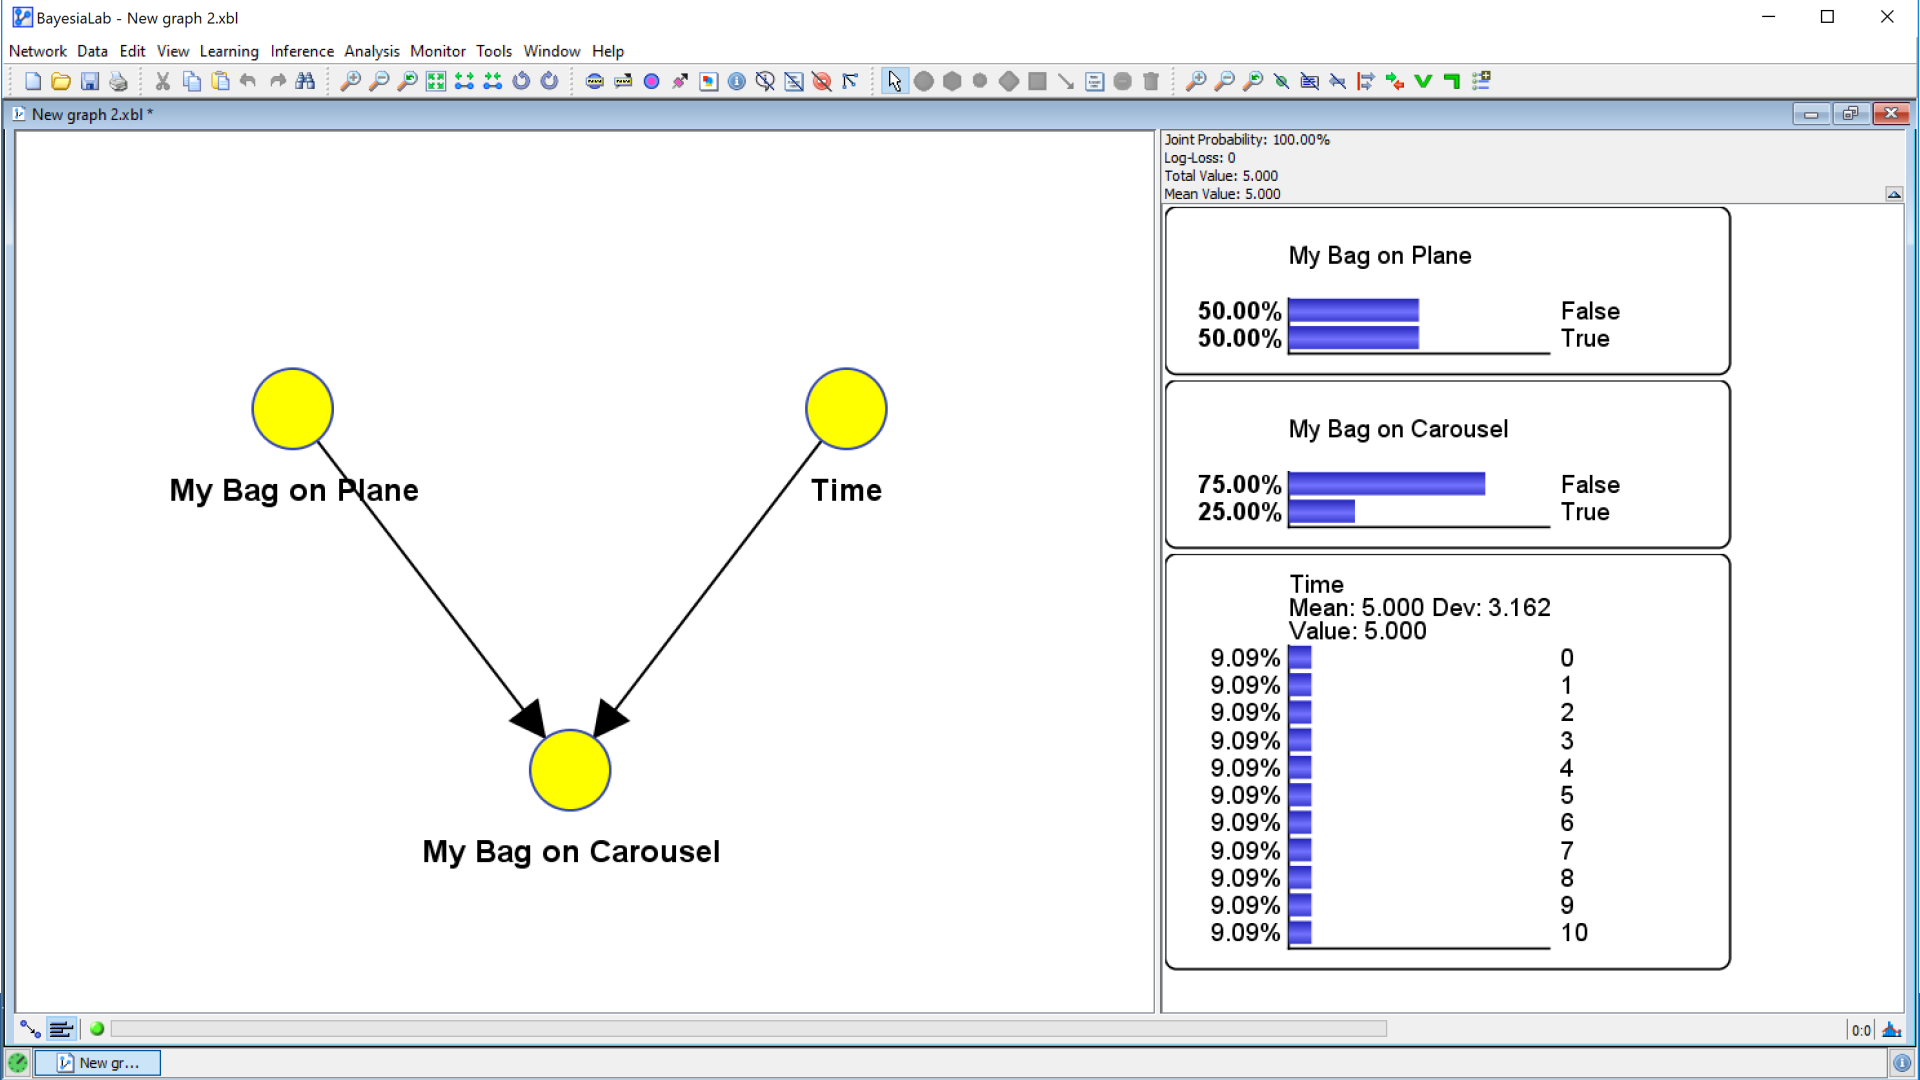 BayesiaLab - New graph 2.xbl
Network Data Edit View Learning Inference Analysis Monitor Tools Window Help
New graph 2.xbl *
My Bag on Plane
Time
My Bag on Carousel
Joint Probability: 100.00%
Log-Loss: 0
Total Value: 5.000
Mean Value: 5.000
My Bag on Plane
50.00% False
50.00% True
My Bag on Carousel
75.00% False
25.00% True
Time
Mean: 5.000 Dev: 3.162
Value: 5.000
9.09% 0
9.09% 1
9.09% 2
9.09% 3
9.09% 4
9.09% 5
9.09% 6
9.09% 7
9.09% 8
9.09% 9
9.09% 10
0:0
New gr...